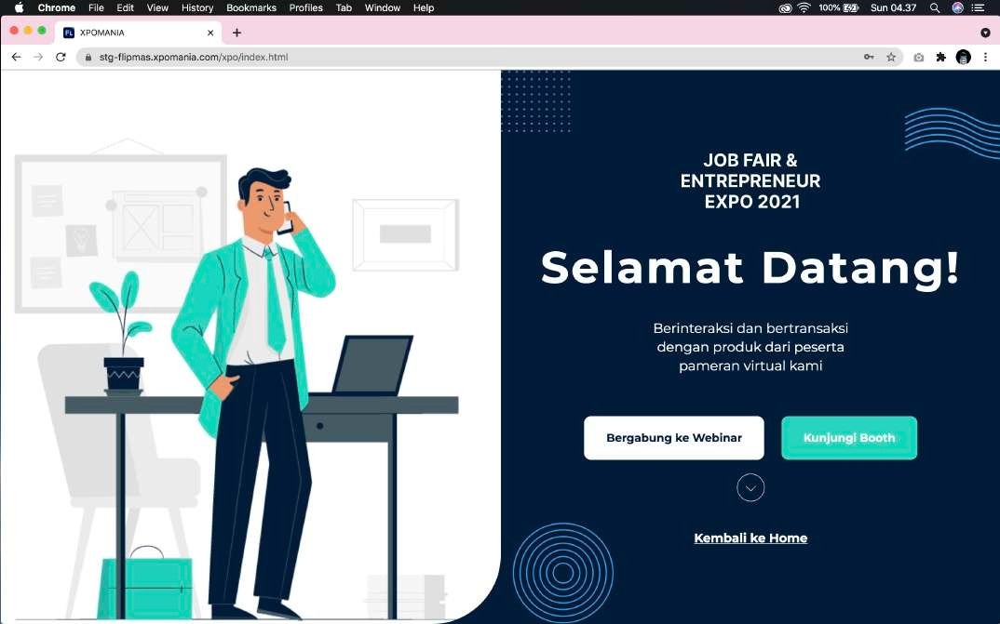 Chrome File Edit View History Bookmarks Profiles Tab Window Help 100% Sun 04.37
FL XPOMANIA
stg-flipmas.xpomania.com/xpo/index.html
JOB FAIR &
ENTREPRENEUR
EXPO 2021
Selamat Datang!
Berinteraksi dan bertransaksi
dengan produk dari peserta
pameran virtual kami
Bergabung ke Webinar Kunjungi Booth
Kembali ke Home